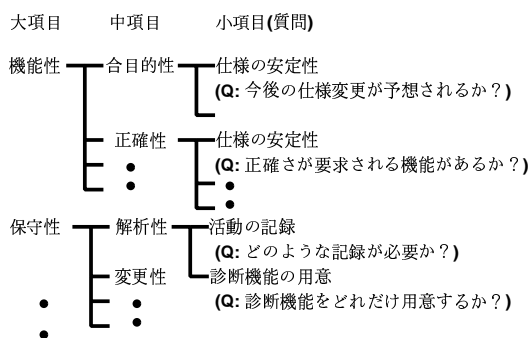 大項目 中項目 小項目(質問)
機能性 合目的性 仕様の安定性
(Q: 今後の仕様変更が予想されるか？)
正確性 仕様の安定性
(Q: 正確さが要求される機能があるか？)
保守性 解析性 活動の記録
(Q: どのような記録が必要か？)
変更性 診断機能の用意
(Q: 診断機能をどれだけ用意するか？)